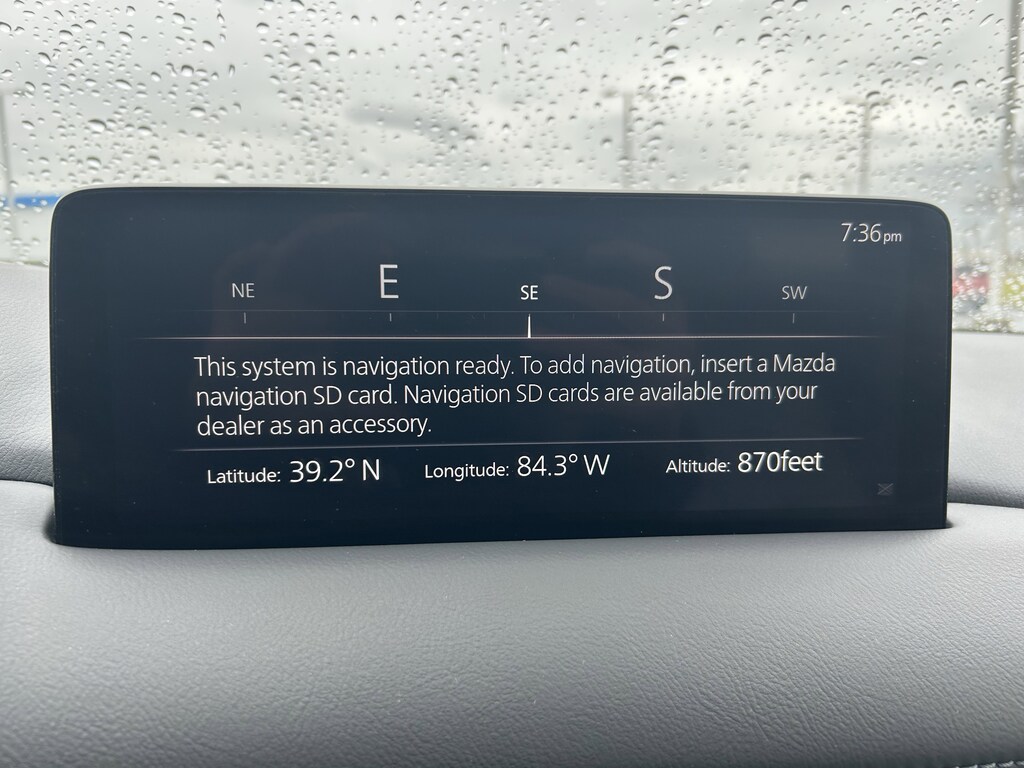 7:36pm
NE E SE S SW
This system is navigation ready. To add navigation, insert a Mazda
navigation SD card. Navigation SD cards are available from your
dealer as an accessory.
Latitude: 39.2° N Longitude: 84.3° W Altitude: 870feet